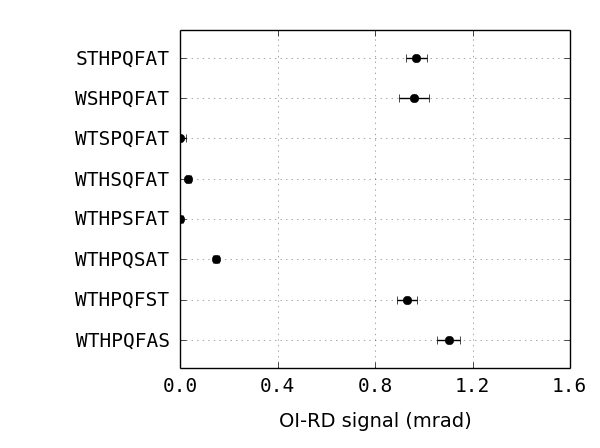 STHPQFAT
WSHPQFAT
WTSPQFAT
WTHSQFAT
WTHPSFAT
WTHPQSAT
WTHPQFST
WTHPQFAS
0.0 0.4 0.8 1.2 1.6
OI-RD signal (mrad)